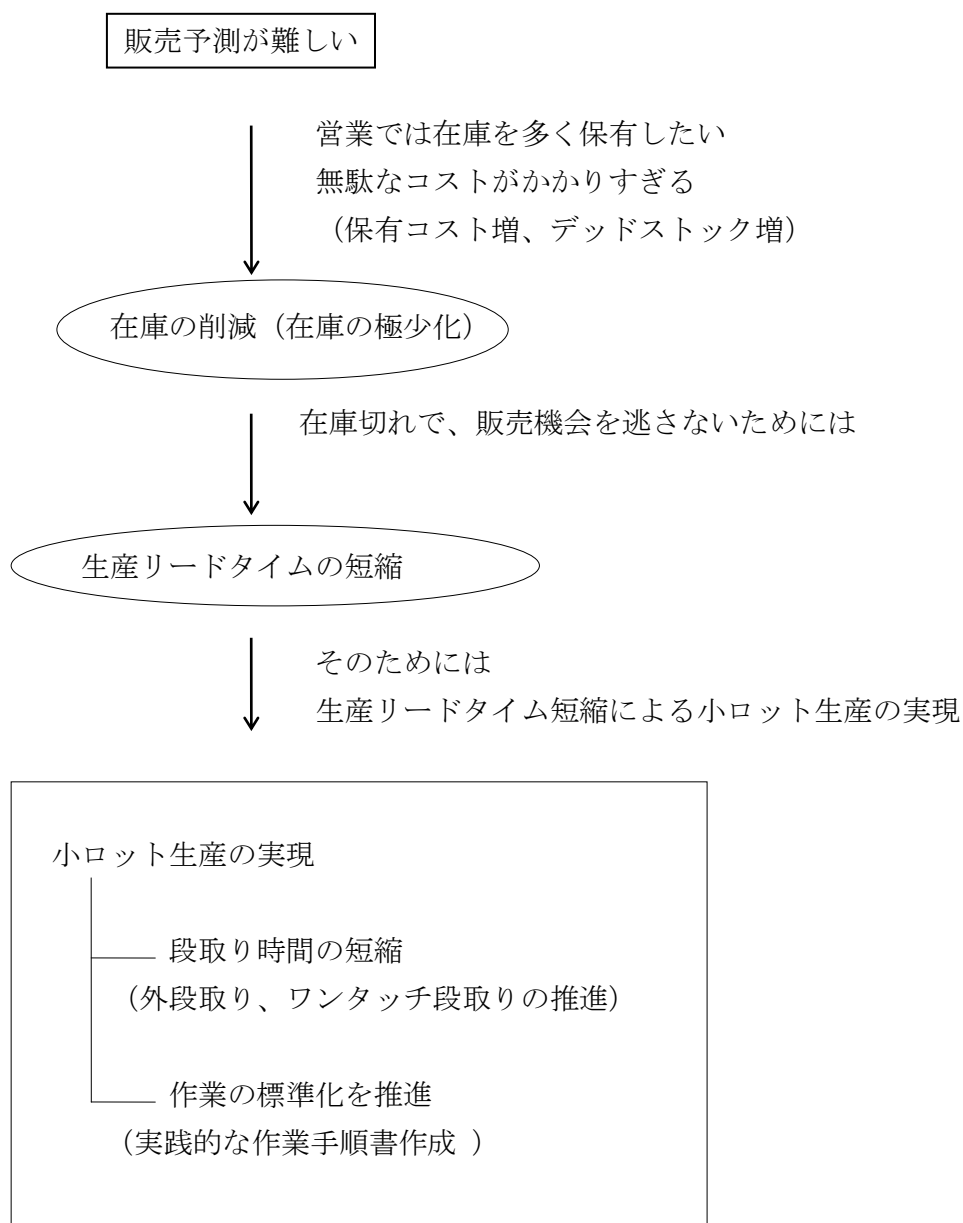 販売予測が難しい
営業では在庫を多く保有したい
無駄なコストがかかりすぎる
（保有コスト増、デッドストック増）
在庫の削減（在庫の極少化）
在庫切れで、販売機会を逃さないためには
生産リードタイムの短縮
そのためには
生産リードタイム短縮による小ロット生産の実現
小ロット生産の実現
段取り時間の短縮
（外段取り、ワンタッチ段取りの推進）
作業の標準化を推進
（実践的な作業手順書作成 ）